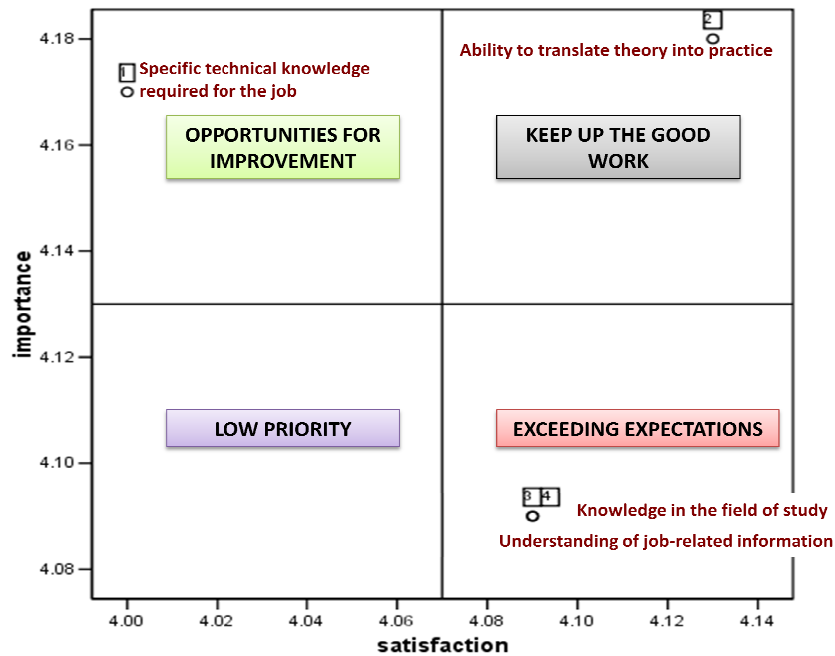 4.18
2
Ability to translate theory into practice
1
Specific technical knowledge
required for the job
4.16
OPPORTUNITIES FOR
IMPROVEMENT
KEEP UP THE GOOD
WORK
4.14
importance
4.12
LOW PRIORITY
EXCEEDING EXPECTATIONS
4.10
3 4
Knowledge in the field of study
Understanding of job-related information
4.08
4.00 4.02 4.04 4.06 4.08 4.10 4.12 4.14
satisfaction